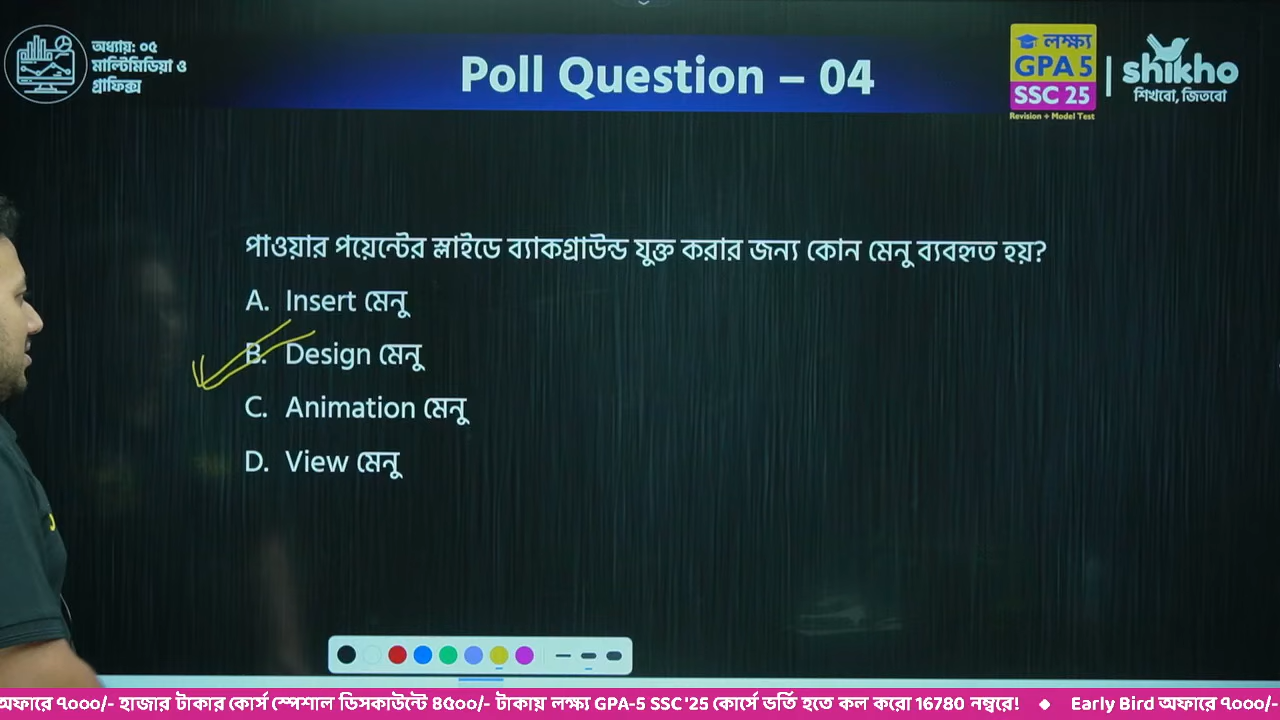 অধ্যায়: ০৫
মাল্টিমিডিয়া ও
গ্রাফিক্স
Poll Question – 04
লক্ষ্য
GPA 5
SSC 25
Revision + Model Test
shikho
শিখবো, জিতবো
পাওয়ার পয়েন্টের স্লাইডে ব্যাকগ্রাউন্ড যুক্ত করার জন্য কোন মেনু ব্যবহৃত হয়?
A. Insert মেনু
B. Design মেনু
C. Animation মেনু
D. View মেনু
অফারে ৭০০০/- হাজার টাকার কোর্স স্পেশাল ডিসকাউন্টে ৪৫০০/- টাকায় লক্ষ্য GPA-5 SSC'25 কোর্সে ভর্তি হতে কল করো 16780 নম্বরে! ◆ Early Bird অফারে ৭০০০/-